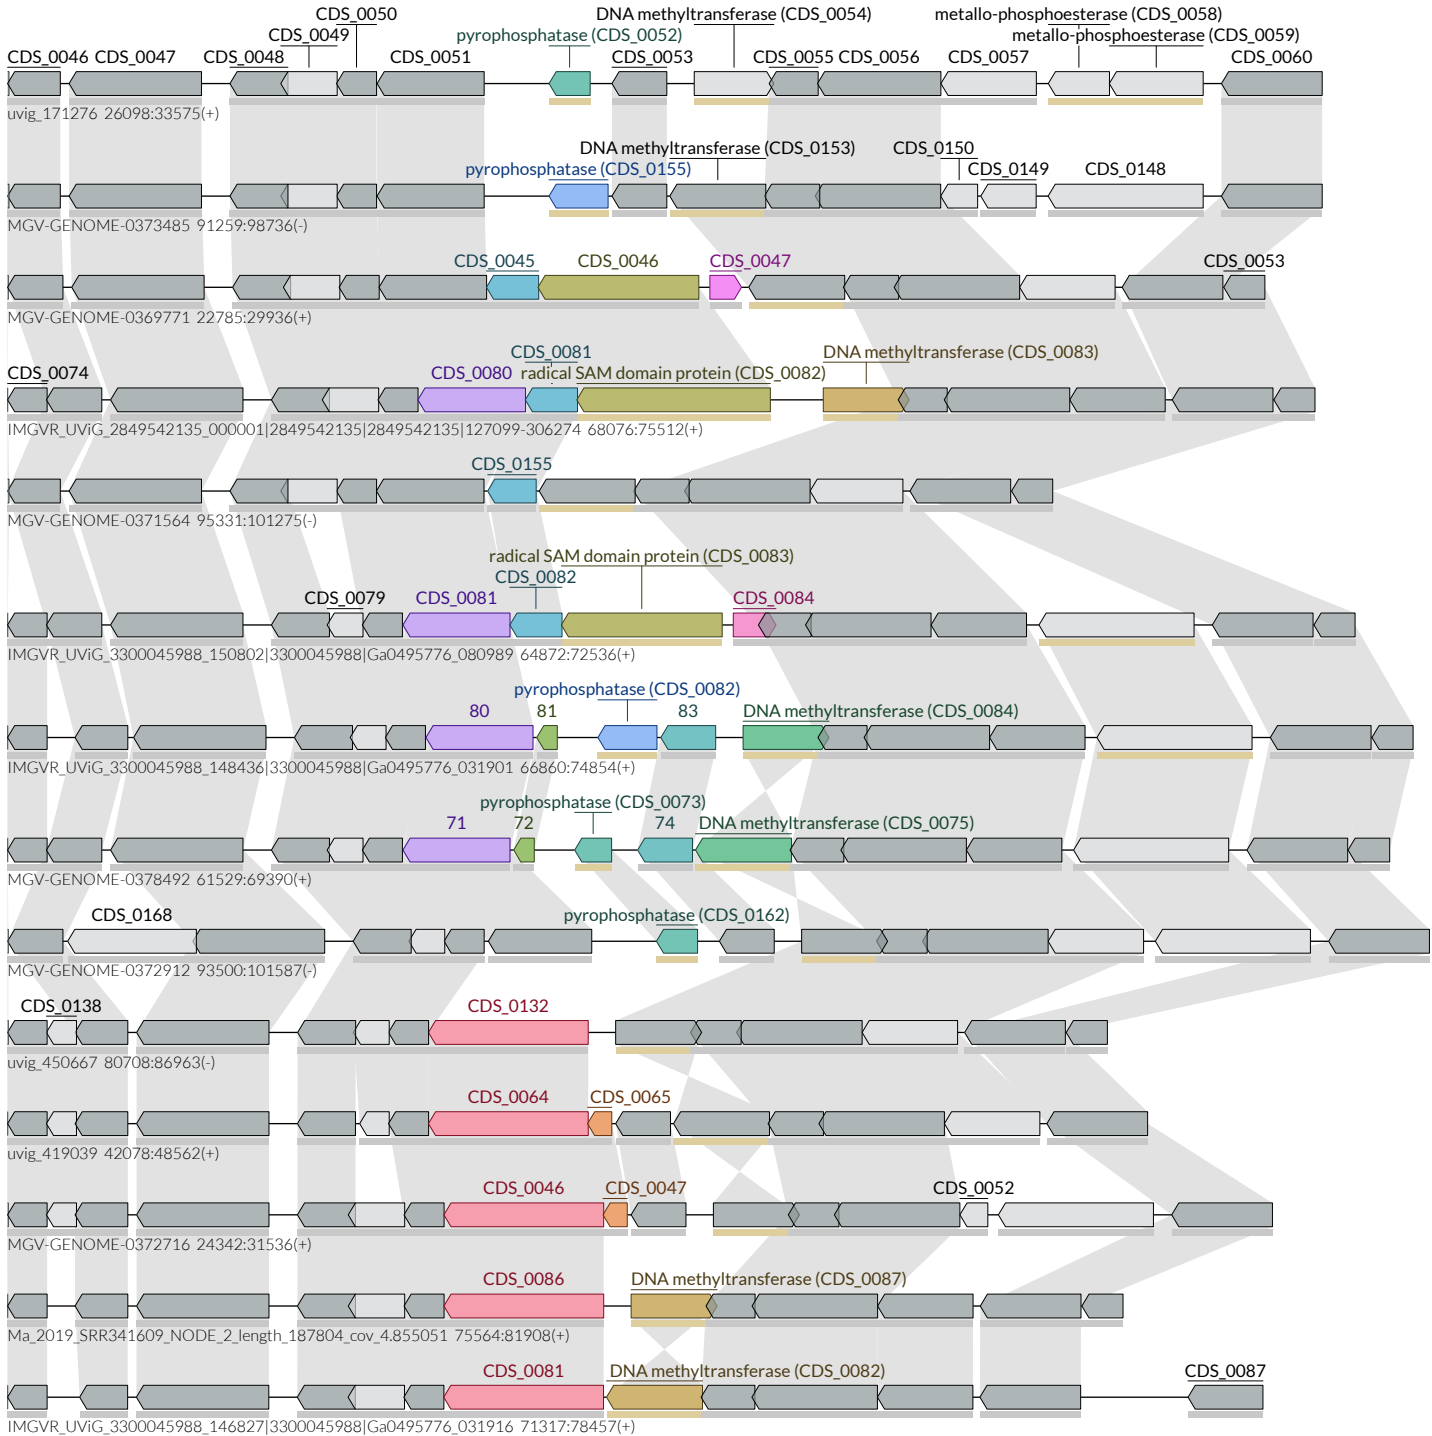 CDS_0050 DNA methyltransferase (CDS_0054) metallo-phosphoesterase (CDS_0058)
CDS_0049 pyrophosphatase (CDS_0052) metallo-phosphoesterase (CDS_0059)
CDS_0046 CDS_0047 CDS_0048 CDS_0051 CDS_0053 CDS_0055 CDS_0056 CDS_0057 CDS_0060
uvig_171276 26098:33575(+)
DNA methyltransferase (CDS_0153) CDS_0150
pyrophosphatase (CDS_0155) CDS_0149 CDS_0148
MGV-GENOME-0373485 91259:98736(-)
CDS_0045 CDS_0046 CDS_0047 CDS_0053
MGV-GENOME-0369771 22785:29936(+)
CDS_0081 DNA methyltransferase (CDS_0083)
CDS_0074 CDS_0080 radical SAM domain protein (CDS_0082)
IMGVR_UViG_2849542135_000001|2849542135|2849542135|127099-306274 68076:75512(+)
CDS_0155
MGV-GENOME-0371564 95331:101275(-)
radical SAM domain protein (CDS_0083)
CDS_0082
CDS_0079 CDS_0081 CDS_0084
IMGVR_UViG_3300045988_150802|3300045988|Ga0495776_080989 64872:72536(+)
pyrophosphatase (CDS_0082)
80 81 83 DNA methyltransferase (CDS_0084)
IMGVR_UViG_3300045988_148436|3300045988|Ga0495776_031901 66860:74854(+)
pyrophosphatase (CDS_0073)
71 72 74 DNA methyltransferase (CDS_0075)
MGV-GENOME-0378492 61529:69390(+)
CDS_0168 pyrophosphatase (CDS_0162)
MGV-GENOME-0372912 93500:101587(-)
CDS_0138 CDS_0132
uvig_450667 80708:86963(-)
CDS_0064 CDS_0065
uvig_419039 42078:48562(+)
CDS_0046 CDS_0047 CDS_0052
MGV-GENOME-0372716 24342:31536(+)
CDS_0086 DNA methyltransferase (CDS_0087)
Ma_2019_SRR341609_NODE_2_length_187804_cov_4.855051 75564:81908(+)
CDS_0081 DNA methyltransferase (CDS_0082) CDS_0087
IMGVR_UViG_3300045988_146827|3300045988|Ga0495776_031916 71317:78457(+)